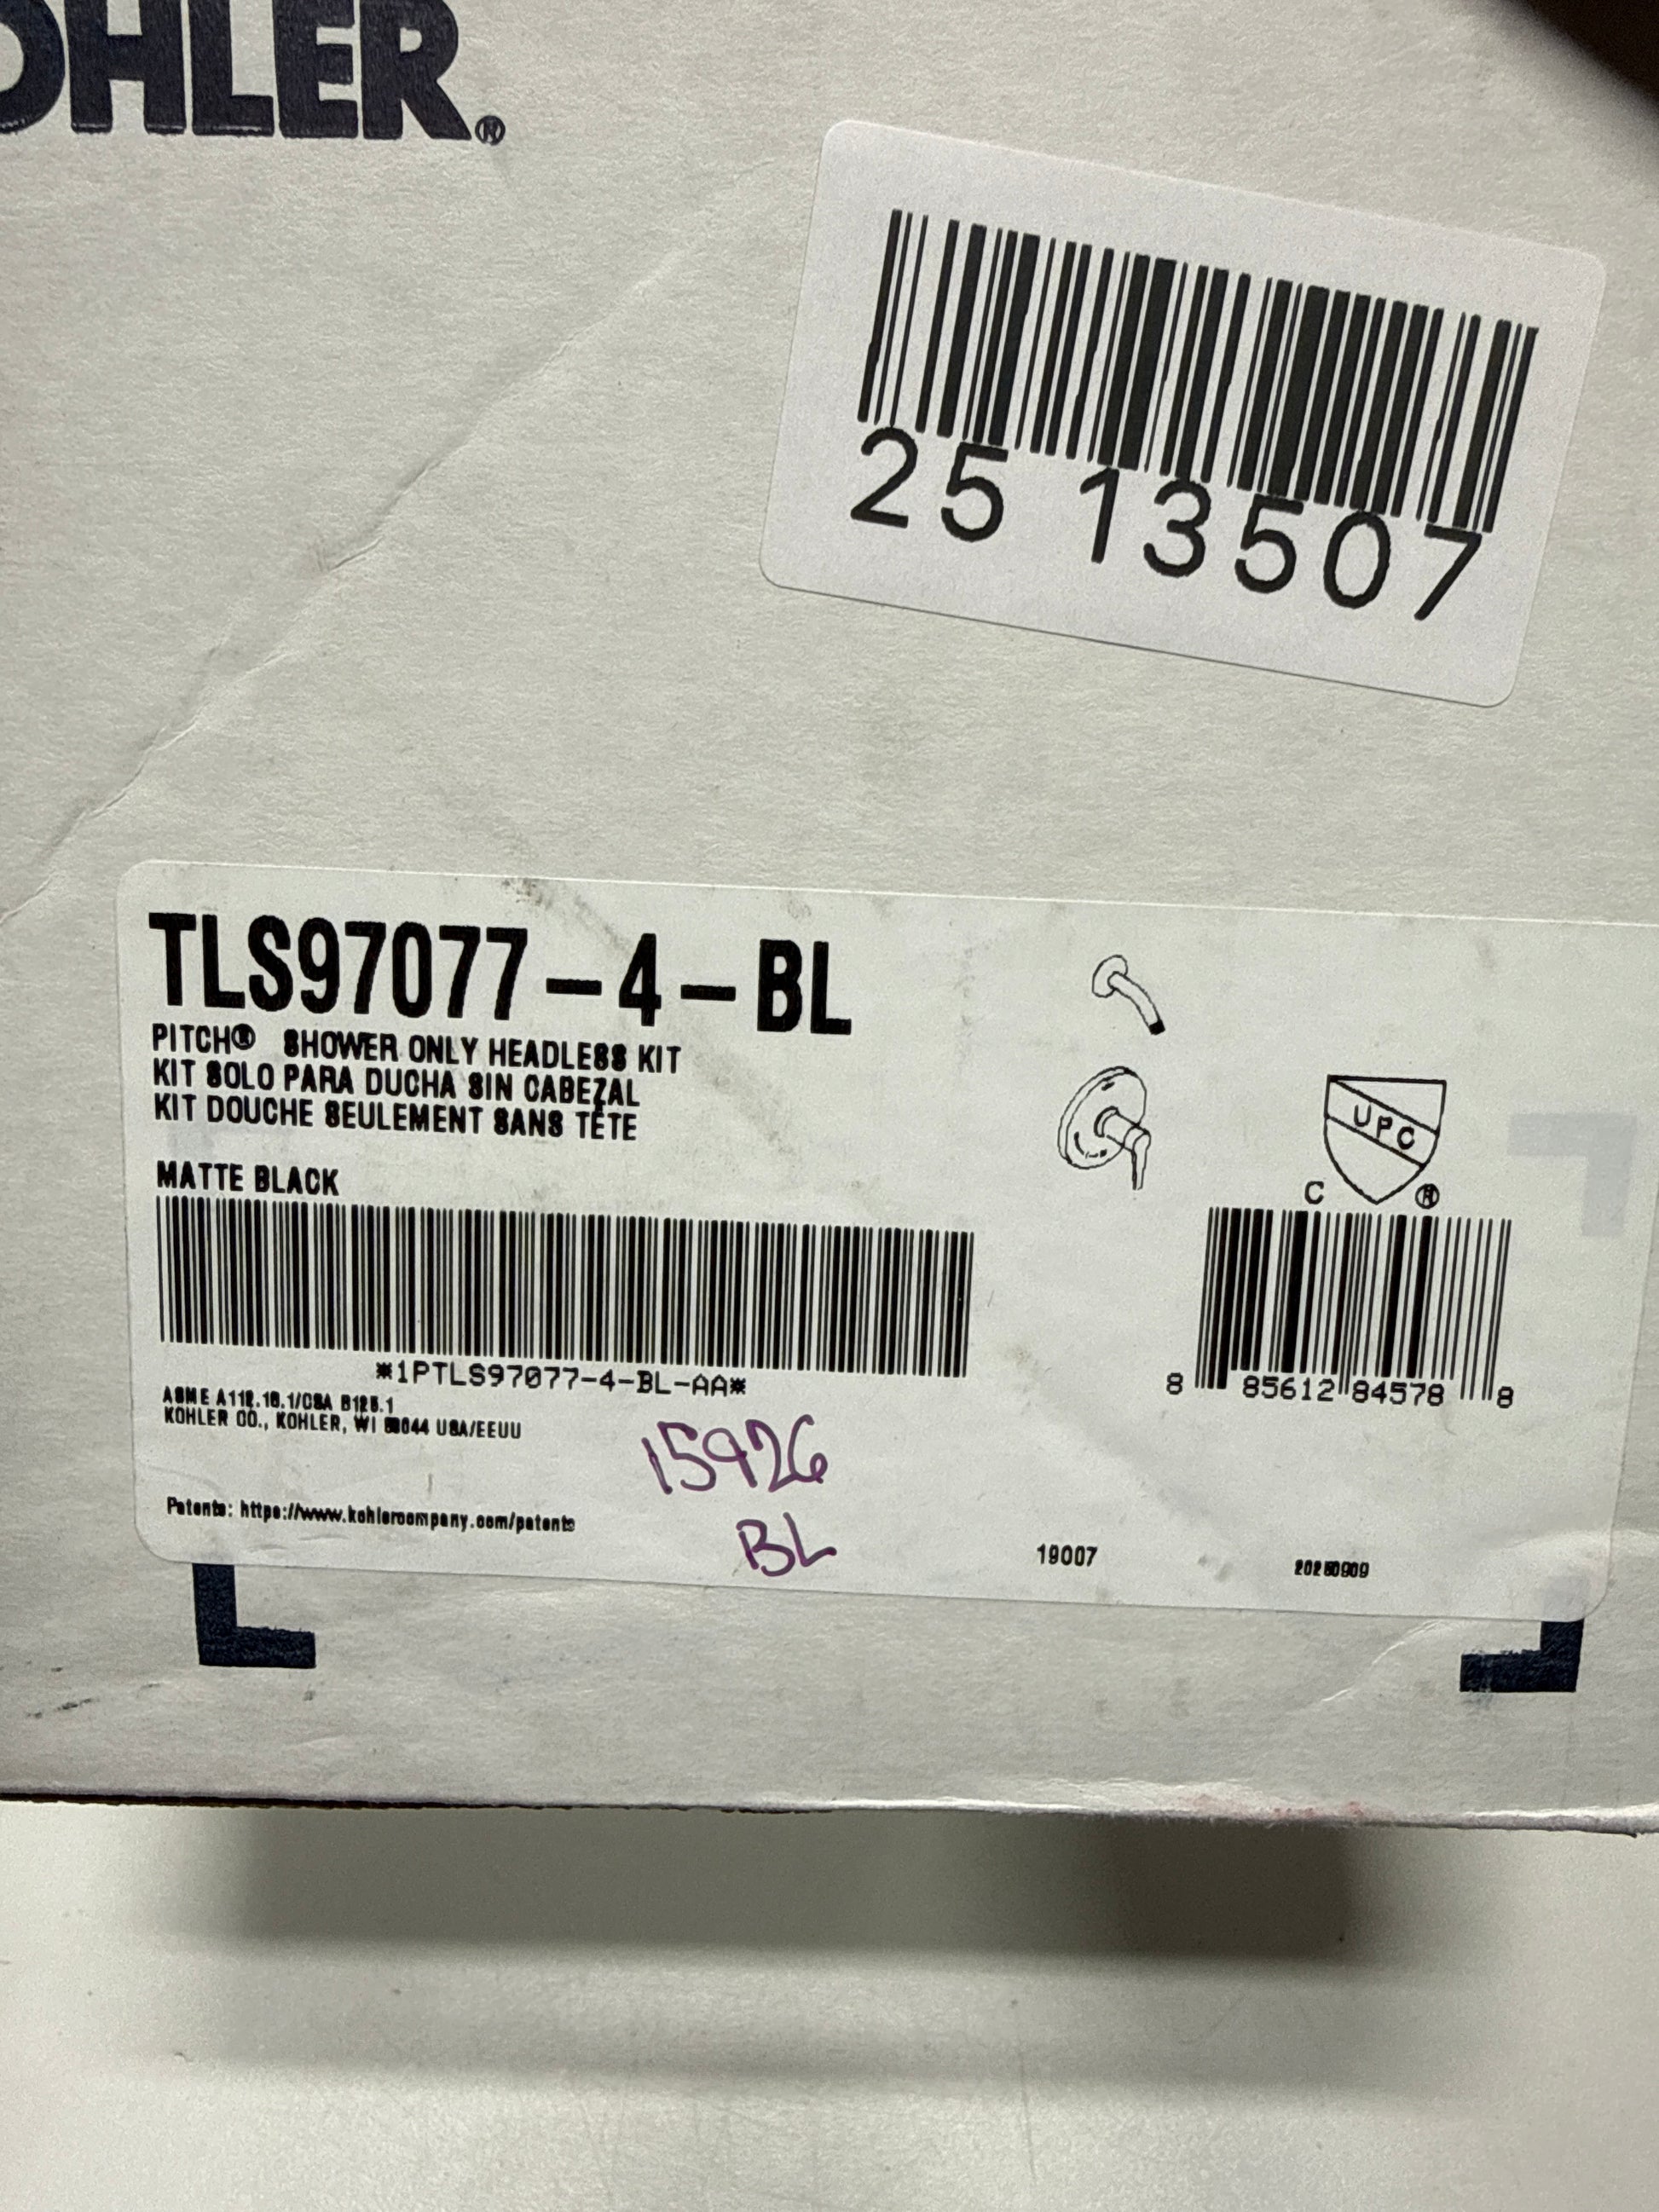 OHLER®
25 13507
TLS97077-4-BL
PITCH® SHOWER ONLY HEADLESS KIT
KIT SOLO PARA DUCHA SIN CABEZAL
KIT DOUCHE SEULEMENT SANS TÊTE
MATTE BLACK
UPC
C ®
*1PTLS97077-4-BL-AA*
8 85612 84578 8
ASME A112.18.1/CSA B125.1
KOHLER CO., KOHLER, WI 53044 USA/EEUU
15926
BL
Patents: https://www.kohlercompany.com/patents
19007
20250909